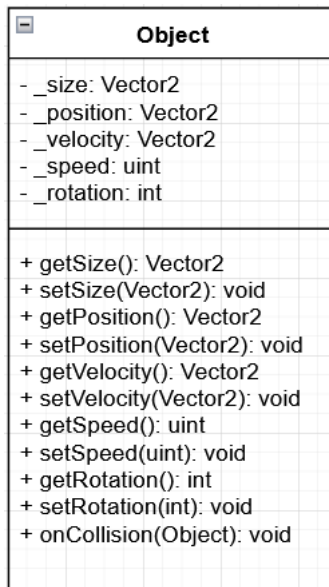 Object
- _size: Vector2
- _position: Vector2
- _velocity: Vector2
- _speed: uint
- _rotation: int
+ getSize(): Vector2
+ setSize(Vector2): void
+ getPosition(): Vector2
+ setPosition(Vector2): void
+ getVelocity(): Vector2
+ setVelocity(Vector2): void
+ getSpeed(): uint
+ setSpeed(uint): void
+ getRotation(): int
+ setRotation(int): void
+ onCollision(Object): void